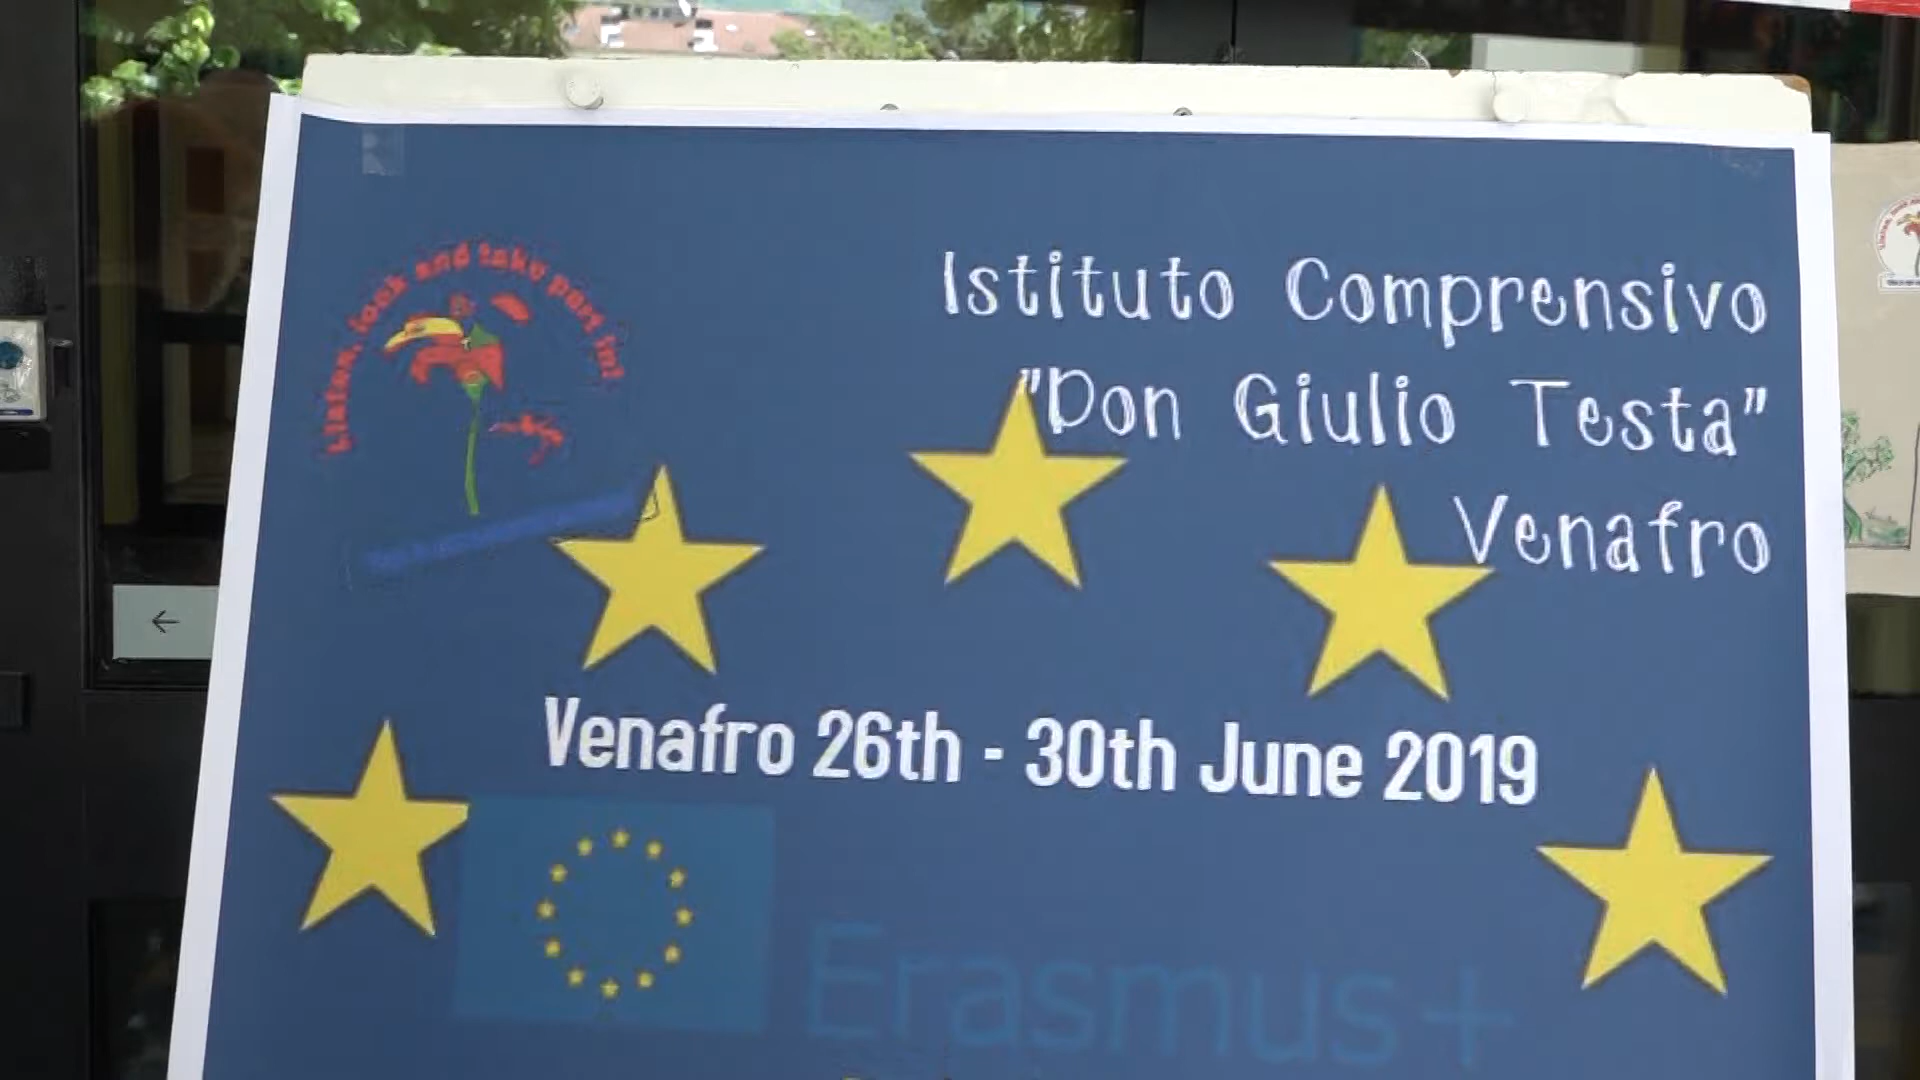 Listen, look and take part in!
Istituto Comprensivo
"Don Giulio Testa"
Venafro
Venafro 26th - 30th June 2019
Erasmus+